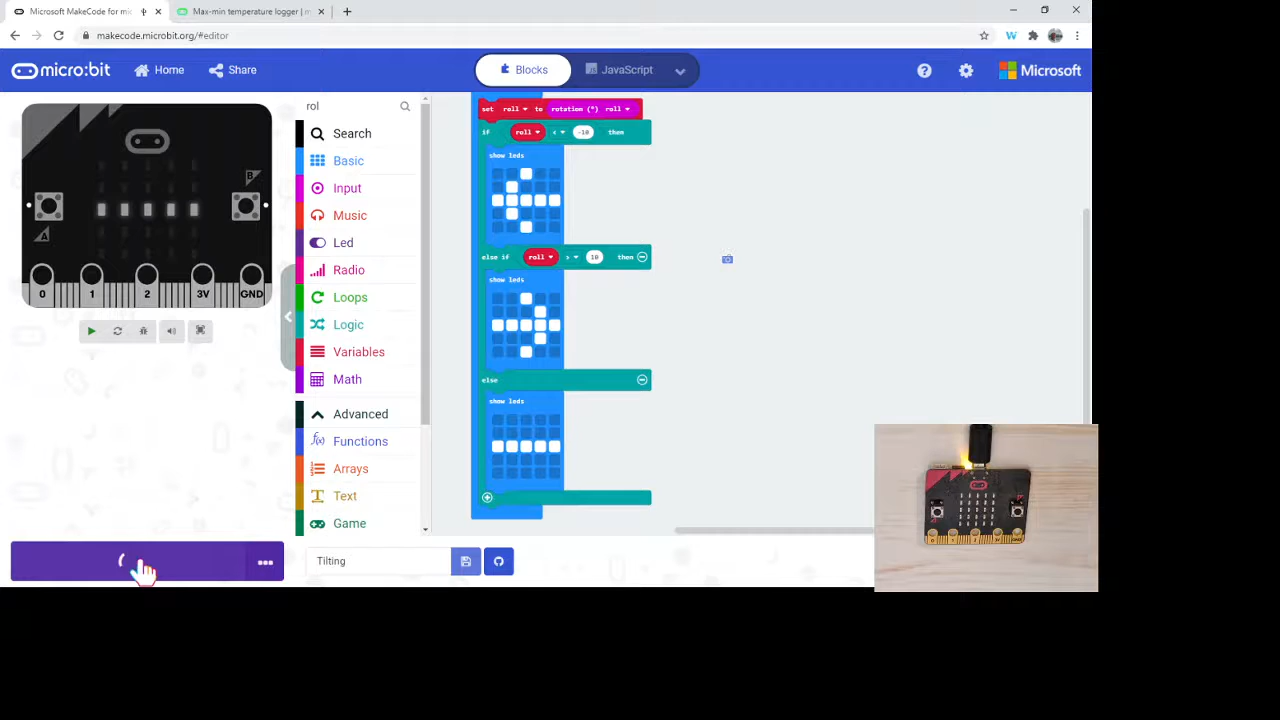 Microsoft MakeCode for mic
Max-min temperature logger | m
makecode.microbit.org/#editor
micro:bit
Home
Share
Blocks
JavaScript
Microsoft
rol
Search
Basic
Input
Music
Led
Radio
Loops
Logic
Variables
Math
Advanced
Functions
Arrays
Text
Game
B
A
0 1 2 3V GND
set roll to rotation (°) roll
if roll < -10 then
show leds
else if roll > 10 then
show leds
else
show leds
Tilting